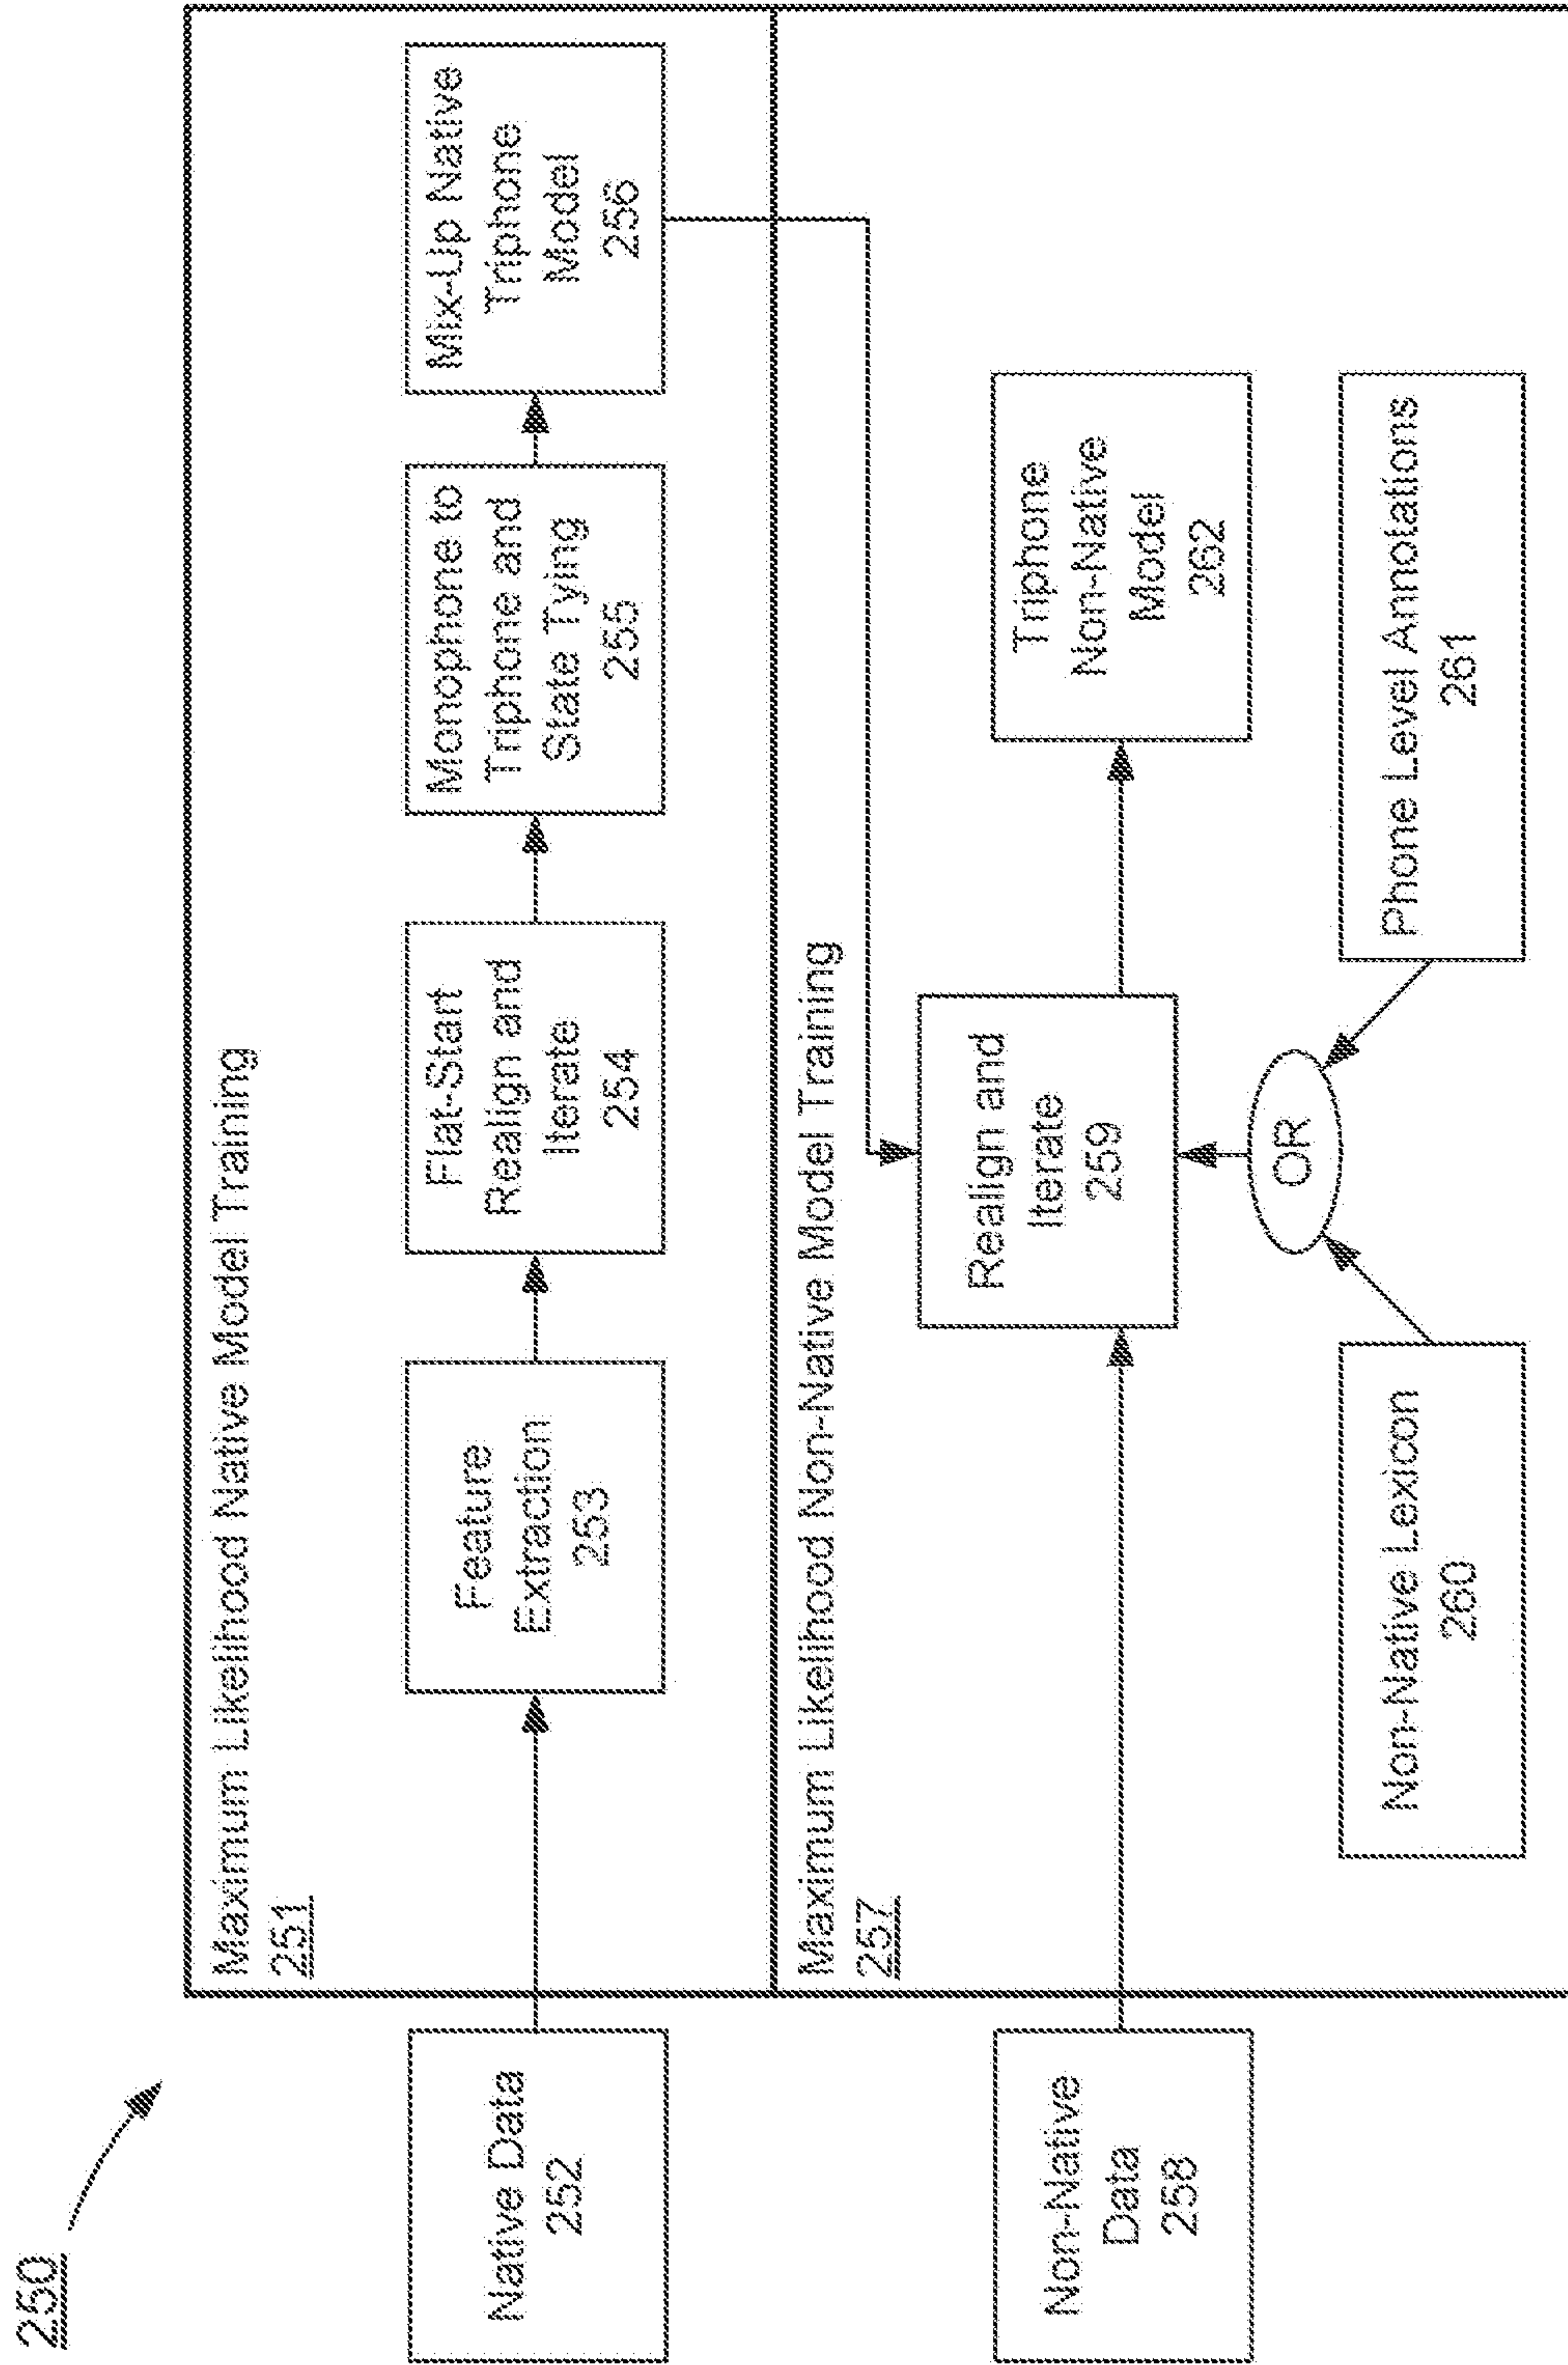 250
Maximum Likelihood Native Model Training
251
Native Data
252
Feature
Extraction
253
Flat-Start
Realign and
Iterate
254
Monophone to
Triphone and
State Tying
255
Mix-Up Native
Triphone
Model
256
Maximum Likelihood Non-Native Model Training
257
Non-Native
Data
258
Realign and
Iterate
259
Triphone
Non-Native
Model
262
OR
Non-Native Lexicon
260
Phone Level Annotations
261